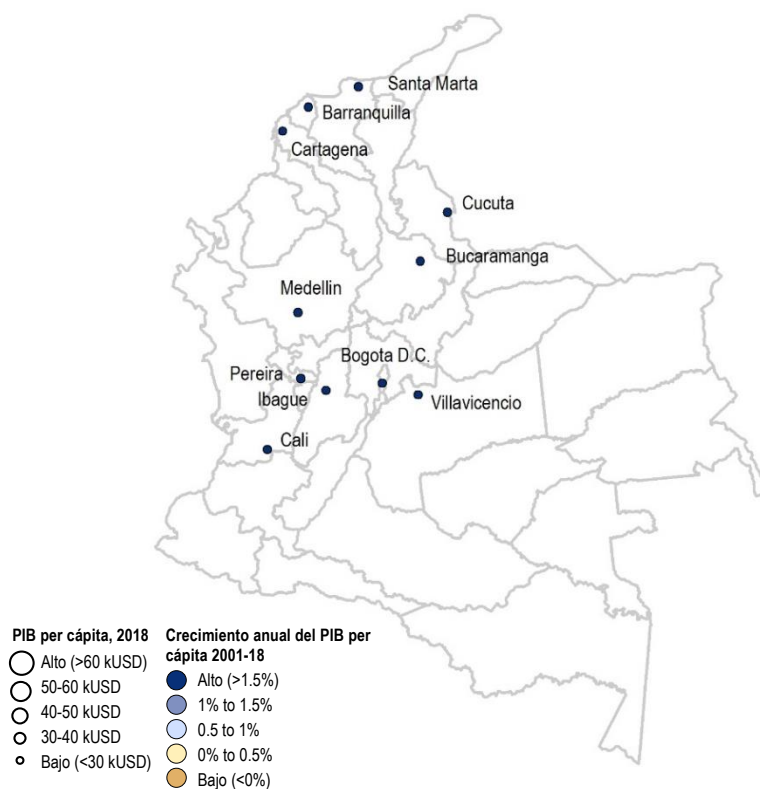 Santa Marta
Barranquilla
Cartagena
Cucuta
Bucaramanga
Medellin
Bogota D.C.
Pereira
Ibague
Villavicencio
Cali
PIB per cápita, 2018
Alto (>60 kUSD)
50-60 kUSD
40-50 kUSD
30-40 kUSD
Bajo (<30 kUSD)
Crecimiento anual del PIB per
cápita 2001-18
Alto (>1.5%)
1% to 1.5%
0.5 to 1%
0% to 0.5%
Bajo (<0%)